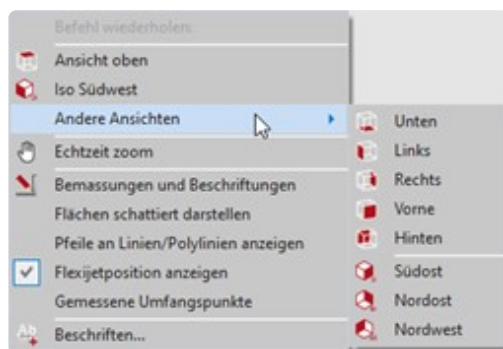 Befehl wiederholen:
Ansicht oben
Iso Südwest
Andere Ansichten
Echtzeit zoom
Bemassungen und Beschriftungen
Flächen schattiert darstellen
Pfeile an Linien/Polylinien anzeigen
Flexijetposition anzeigen
Gemessene Umfangspunkte
Ab
Beschriften...
Unten
Links
Rechts
Vorne
Hinten
Südost
Nordost
Nordwest